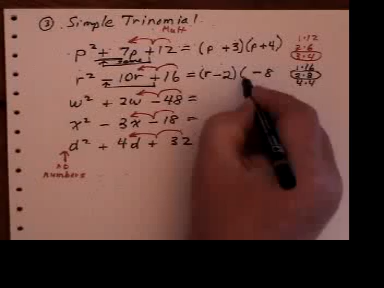 ③ Simple Trinomial
Mult
p² + 7p + 12 = (p + 3)(p + 4)
same
1·12
2·6
3·4
r² - 10r + 16 = (r - 2)( - 8
1·16
2·8
4·4
w² + 2w - 48 =
x² - 3x - 18 =
d² + 4d + 32
no
numbers